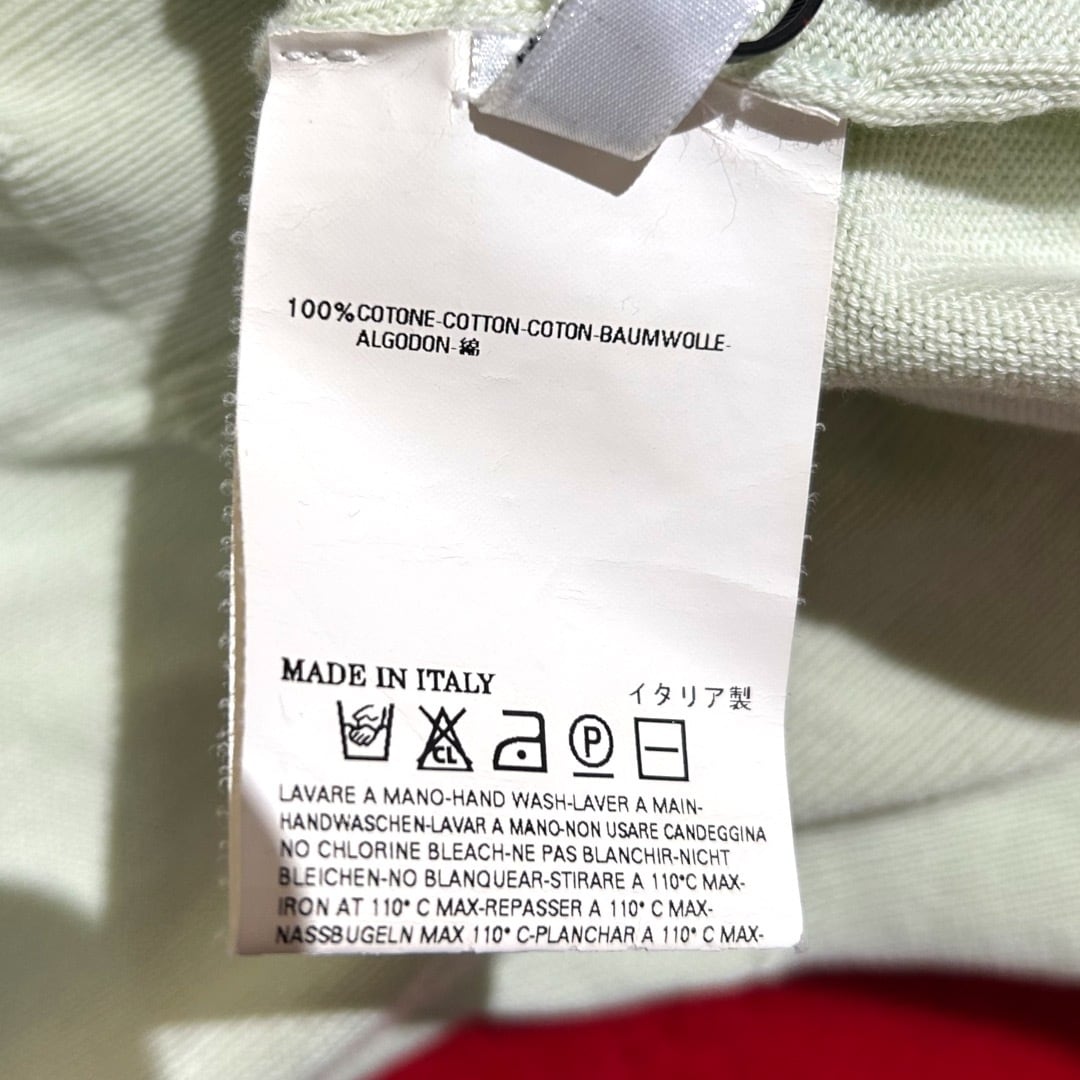 100% COTONE-COTTON-COTON-BAUMWOLLE-
ALGODON-綿
MADE IN ITALY
イタリア製
CL
P
LAVARE A MANO-HAND WASH-LAVER A MAIN-
HANDWASCHEN-LAVAR A MANO-NON USARE CANDEGGINA
NO CHLORINE BLEACH-NE PAS BLANCHIR-NICHT
BLEICHEN-NO BLANQUEAR-STIRARE A 110°C MAX-
IRON AT 110° C MAX-REPASSER A 110° C MAX-
NASSBUGELN MAX 110° C-PLANCHAR A 110° C MAX-